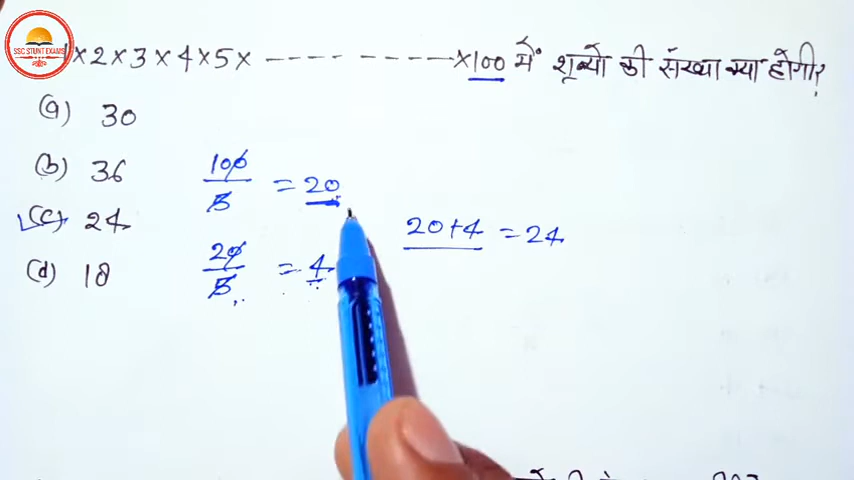 SSC STUNT EXAMS
1×2×3×4×5× ---- ------ ×100 में शून्यो की संख्या क्या होगी?
(a) 30
(b) 36
(c) 24
(d) 18
100/5 = 20
20/5 = 4
20+4 = 24